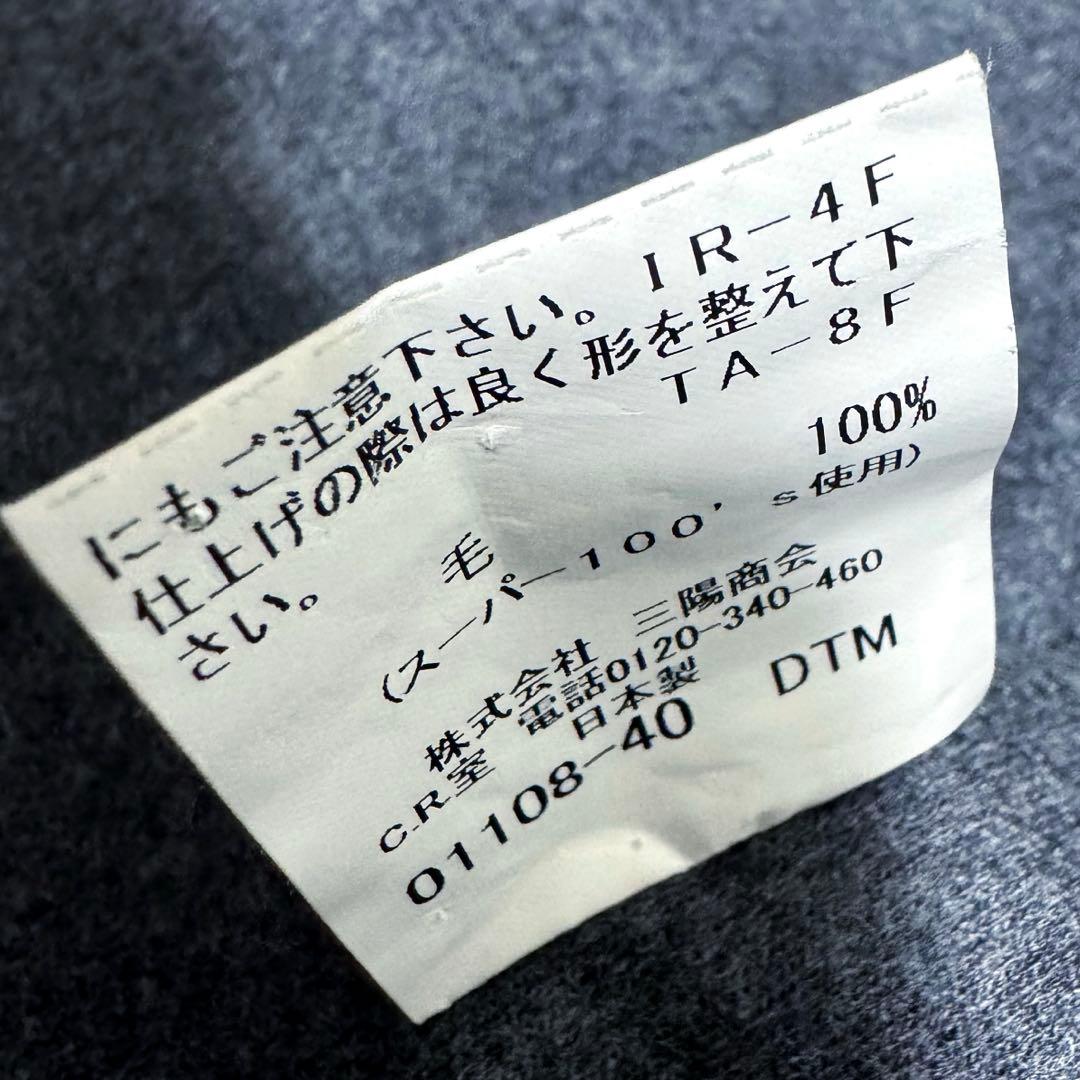 にもご注意下さい。IR-4F
仕上げの際は良く形を整えて下
さい。 TA-8F
毛 100%
(スーパー100's使用)
株式会社 三陽商会
C.R室 電話0120-340-460
日本製
01108-40 DTM